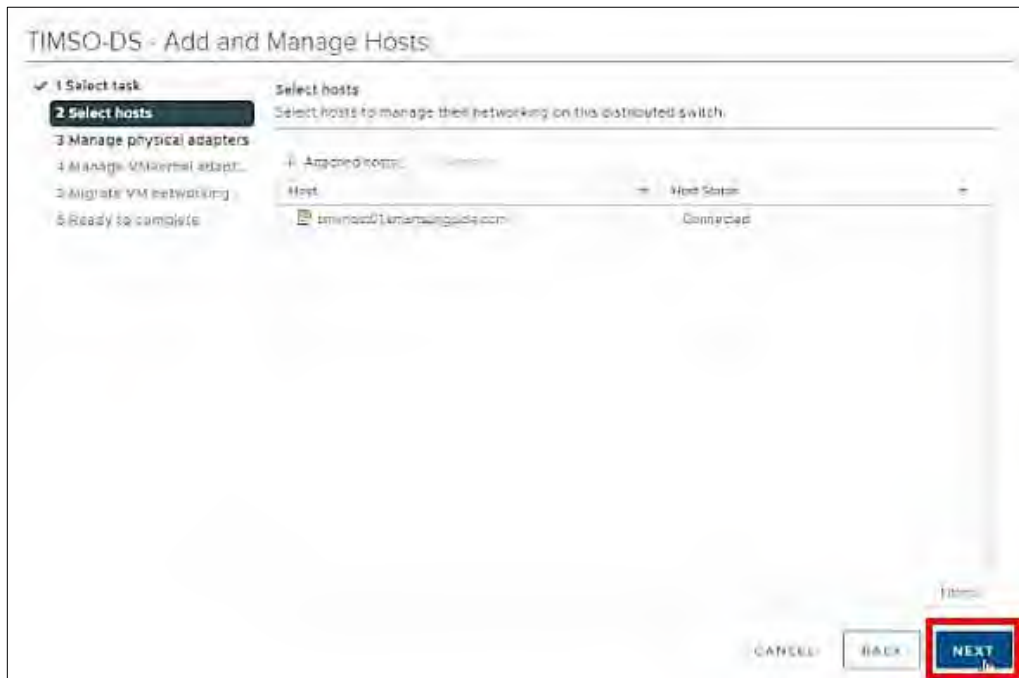 TIMSO-DS - Add and Manage Hosts
1 Select task
2 Select hosts
3 Manage physical adapters
4 Manage VMkernel adapt...
5 Migrate VM networking
6 Ready to complete
Select hosts
Select hosts to manage their networking on this distributed switch.
Attached hosts...
Host
Host Status
Connected
1 items
CANCEL
BACK
NEXT